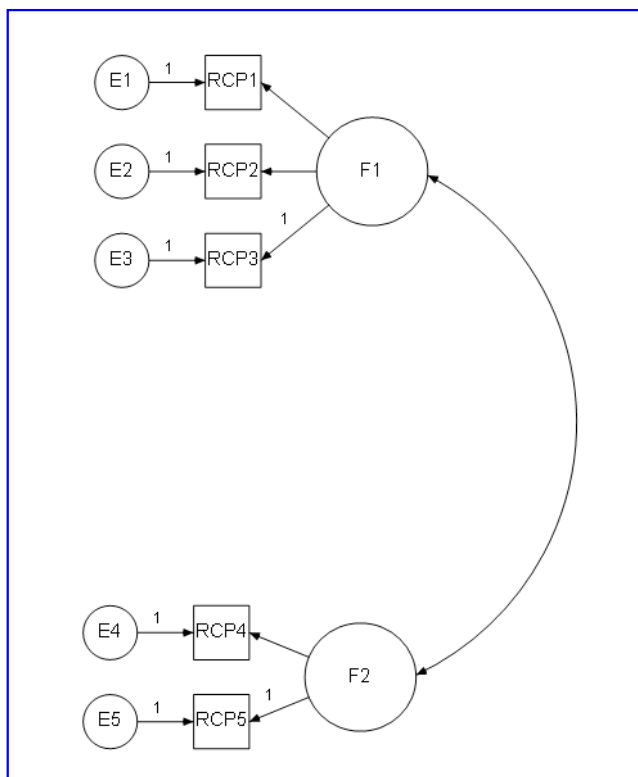 E1 1 RCP1
E2 1 RCP2 F1
1
E3 1 RCP3
E4 1 RCP4
F2
E5 1 RCP5 1